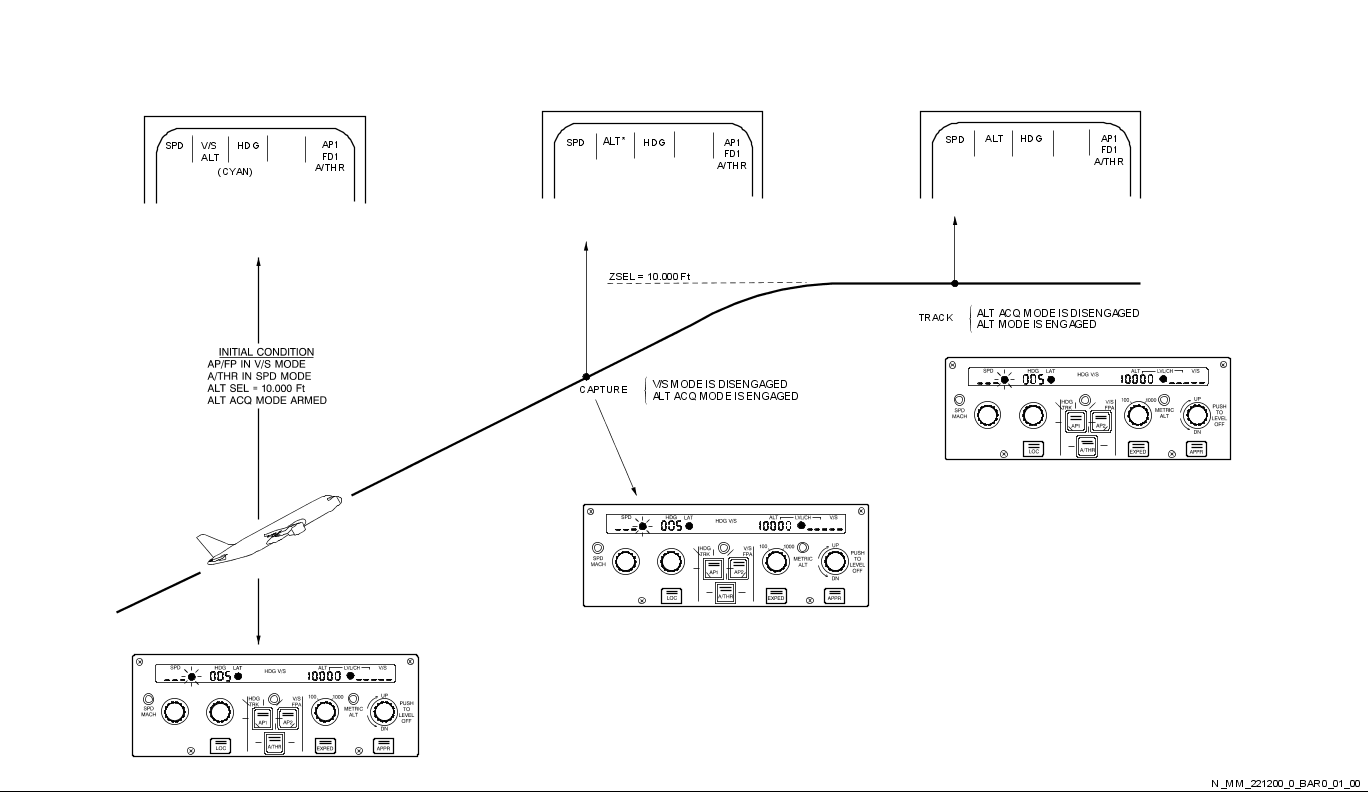 SPD V/S HDG AP1
ALT FD1
(CYAN) A/THR
SPD ALT* HDG AP1
FD1
A/THR
SPD ALT HDG AP1
FD1
A/THR
ZSEL = 10.000 Ft
TRACK
ALT ACQ MODE IS DISENGAGED
ALT MODE IS ENGAGED
INITIAL CONDITION
AP/FP IN V/S MODE
A/THR IN SPD MODE
ALT SEL = 10.000 Ft
ALT ACQ MODE ARMED
CAPTURE
V/S MODE IS DISENGAGED
ALT ACQ MODE IS ENGAGED
SPD HDG LAT HDG V/S ALT LVL/CH V/S
--- 005 10000 -----
SPD
MACH
HDG
TRK
V/S
FPA
100 1000
METRIC
ALT
UP
DN
PUSH
TO
LEVEL
OFF
AP1 AP2
LOC A/THR EXPED APPR
SPD HDG LAT HDG V/S ALT LVL/CH V/S
--- 005 10000 -----
SPD
MACH
HDG
TRK
V/S
FPA
100 1000
METRIC
ALT
UP
DN
PUSH
TO
LEVEL
OFF
AP1 AP2
LOC A/THR EXPED APPR
SPD HDG LAT HDG V/S ALT LVL/CH V/S
--- 005 10000 -----
SPD
MACH
HDG
TRK
V/S
FPA
100 1000
METRIC
ALT
UP
DN
PUSH
TO
LEVEL
OFF
AP1 AP2
LOC A/THR EXPED APPR
N_MM_221200_0_BAR0_01_00